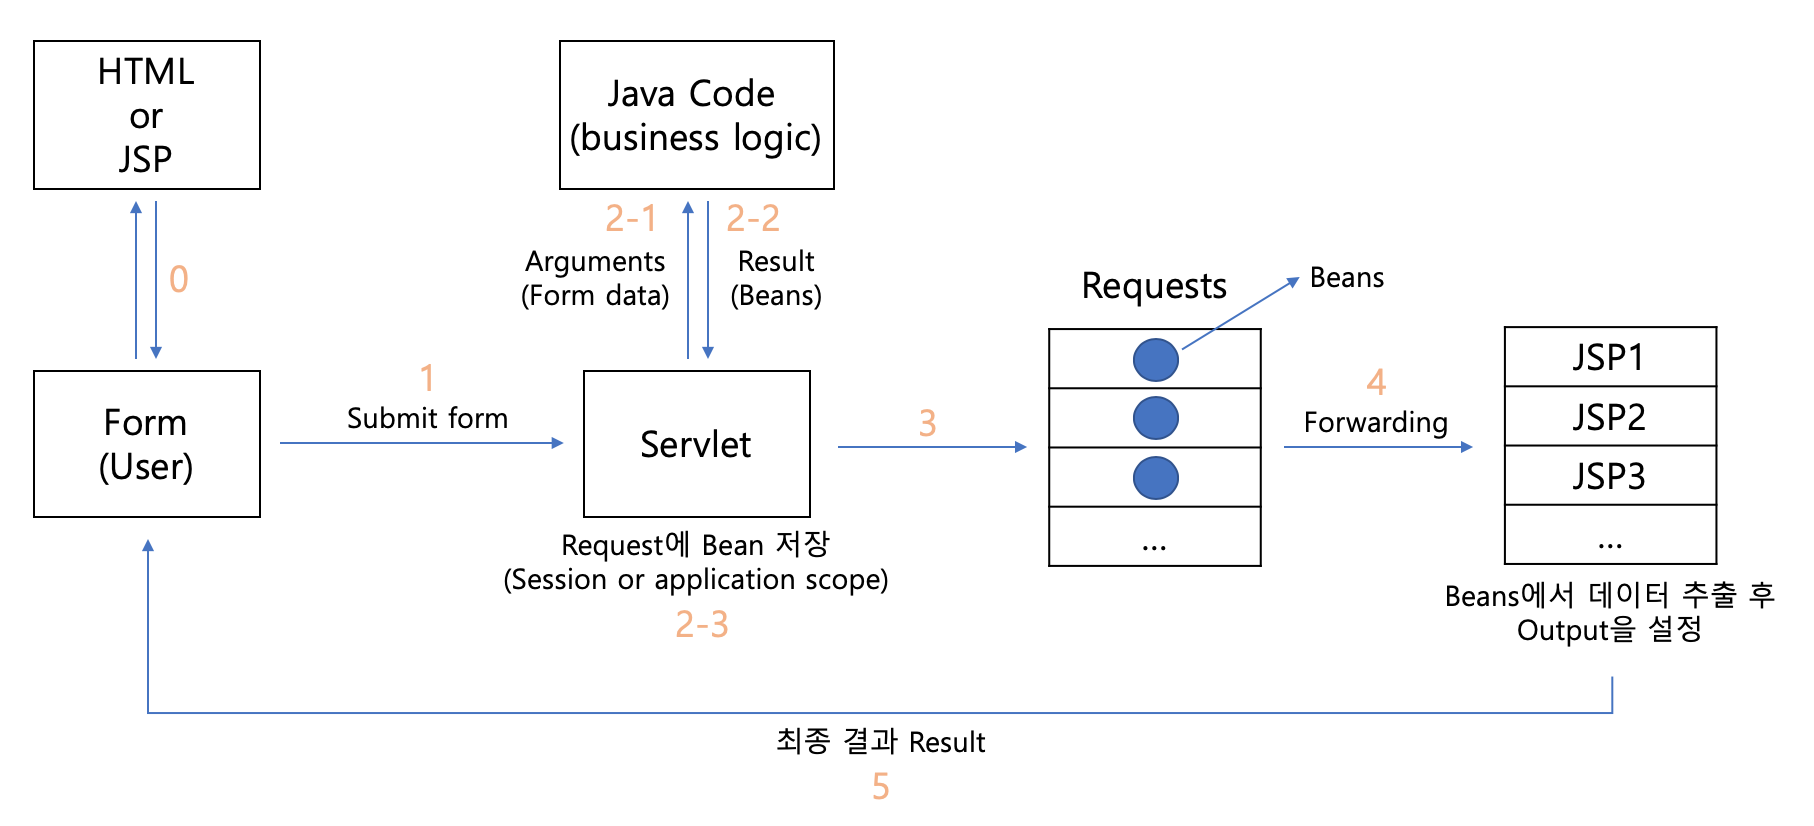 HTML
or
JSP
Java Code
(business logic)
2-1
2-2
Arguments
(Form data)
Result
(Beans)
0
Requests
Beans
Form
(User)
1
Submit form
Servlet
3
...
4
Forwarding
JSP1
JSP2
JSP3
...
Request에 Bean 저장
(Session or application scope)
2-3
Beans에서 데이터 추출 후
Output을 설정
최종 결과 Result
5